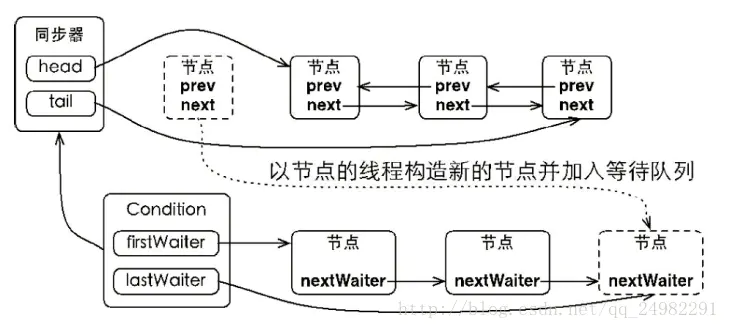 同步器
head
tail
节点
prev
next
节点
prev
next
节点
prev
next
节点
prev
next
以节点的线程构造新的节点并加入等待队列
Condition
firstWaiter
lastWaiter
节点
nextWaiter
节点
nextWaiter
节点
nextWaiter
http://blog.csdn.net/qq_24982291